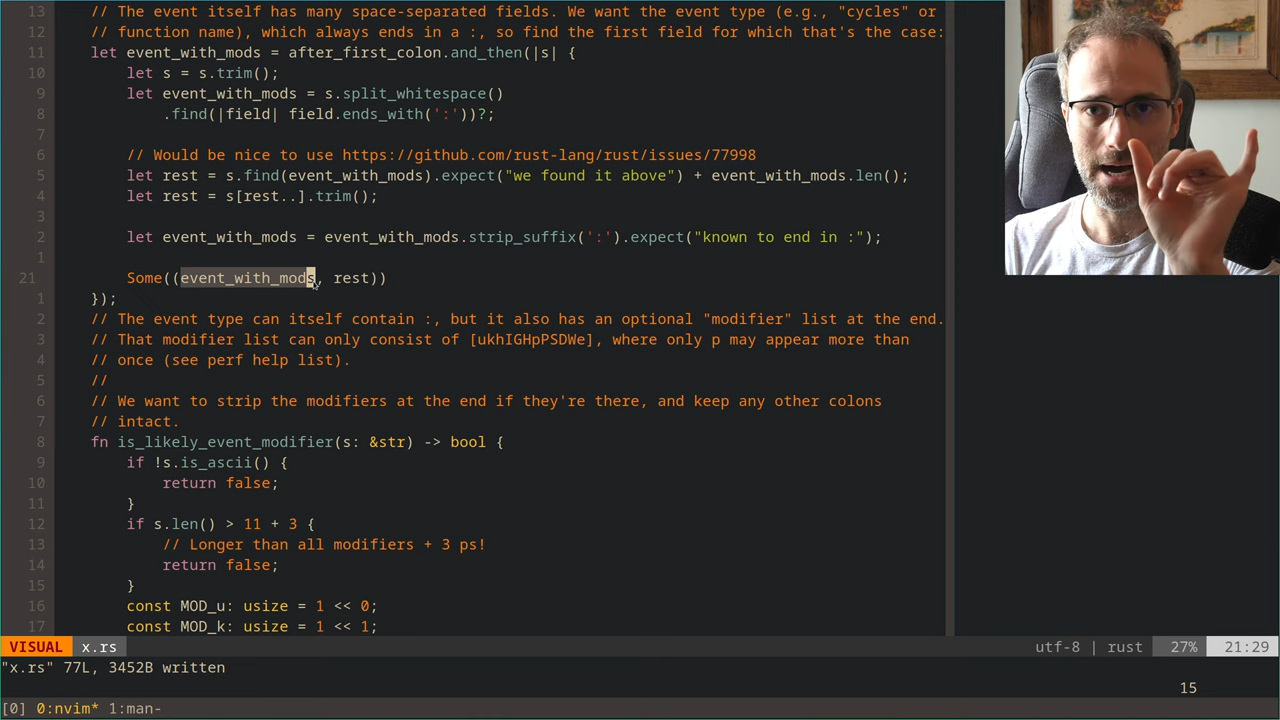 13 // The event itself has many space-separated fields. We want the event type (e.g., "cycles" or
12 // function name), which always ends in a :, so find the first field for which that's the case:
11 let event_with_mods = after_first_colon.and_then(|s| {
10 let s = s.trim();
9 let event_with_mods = s.split_whitespace()
8 .find(|field| field.ends_with(':'))?;
7
6 // Would be nice to use https://github.com/rust-lang/rust/issues/77998
5 let rest = s.find(event_with_mods).expect("we found it above") + event_with_mods.len();
4 let rest = s[rest..].trim();
3
2 let event_with_mods = event_with_mods.strip_suffix(':').expect("known to end in :");
1
21 Some((event_with_mods, rest))
1 });
2 // The event type can itself contain :, but it also has an optional "modifier" list at the end.
3 // That modifier list can only consist of [ukhIGHpPSDWe], where only p may appear more than
4 // once (see perf help list).
5 //
6 // We want to strip the modifiers at the end if they're there, and keep any other colons
7 // intact.
8 fn is_likely_event_modifier(s: &str) -> bool {
9 if !s.is_ascii() {
10 return false;
11 }
12 if s.len() > 11 + 3 {
13 // Longer than all modifiers + 3 ps!
14 return false;
15 }
16 const MOD_u: usize = 1 << 0;
17 const MOD_k: usize = 1 << 1;
VISUAL x.rs utf-8 | rust 27% 21:29
"x.rs" 77L, 3452B written
15
[0] 0:nvim* 1:man-